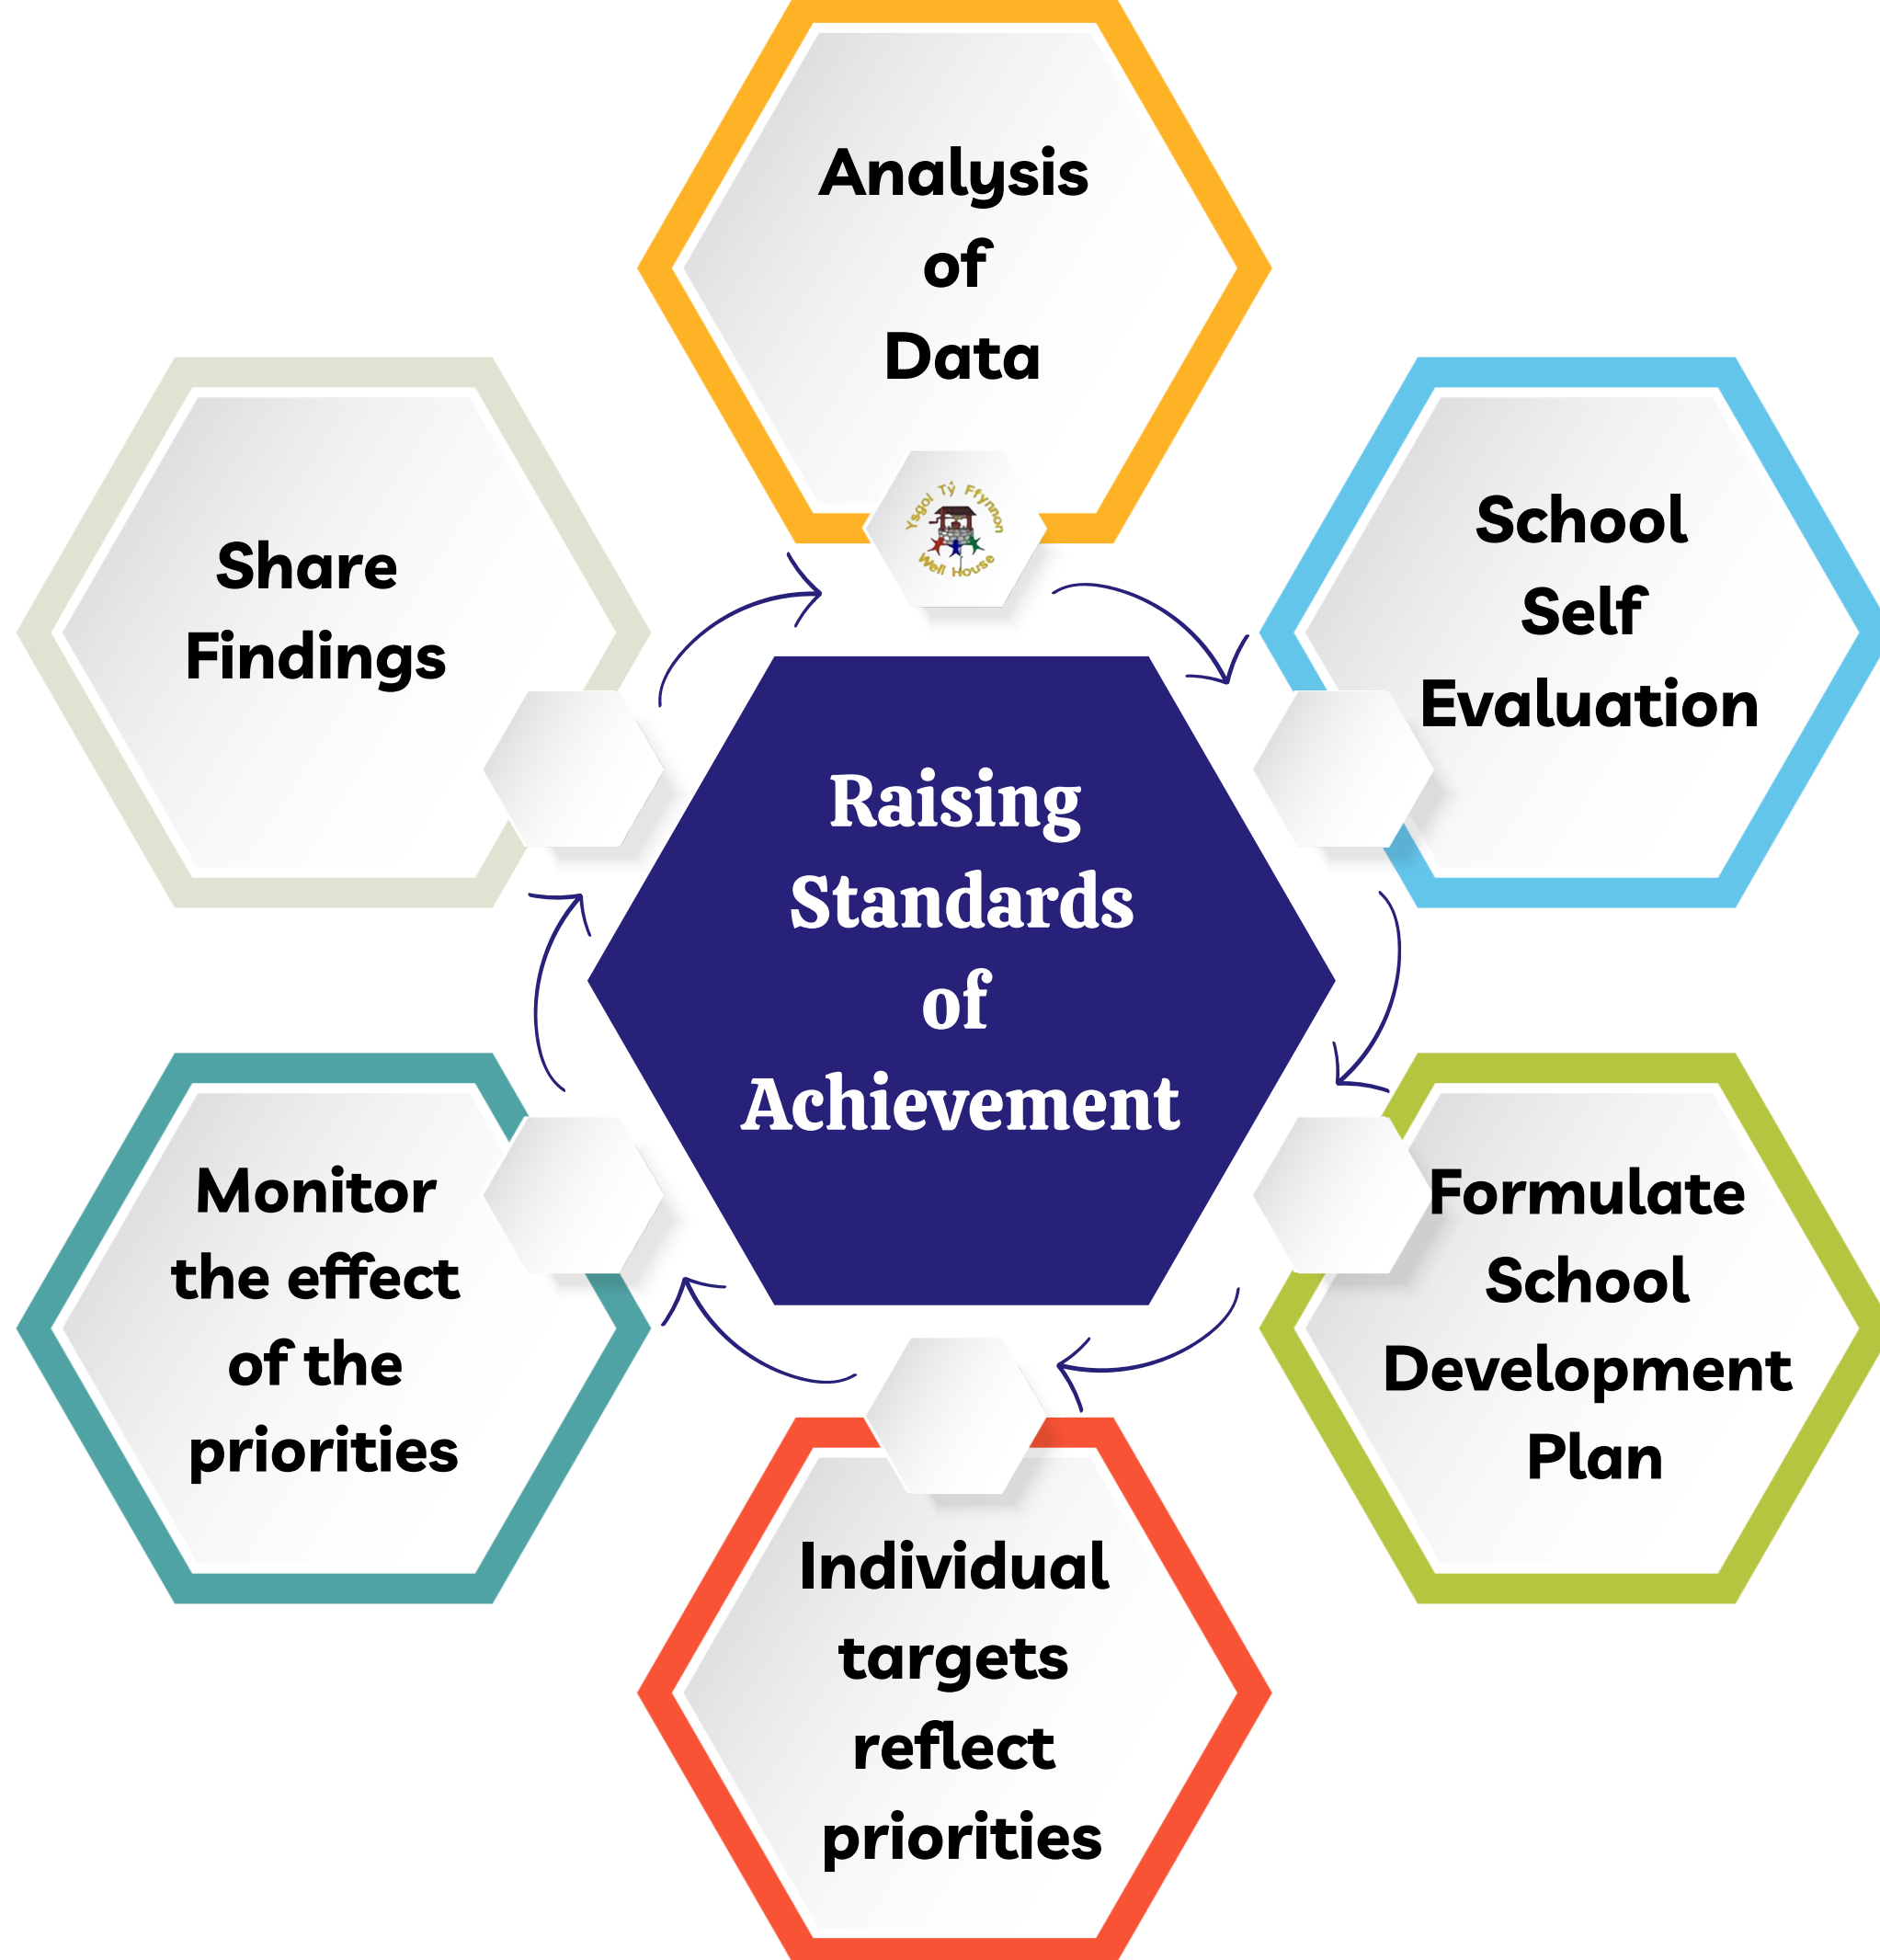 Analysis
of
Data
Ysgol Tŷ Ffynnon
Well House
School
Self
Evaluation
Formulate
School
Development
Plan
Individual
targets
reflect
priorities
Monitor
the effect
of the
priorities
Share
Findings
Raising
Standards
of
Achievement